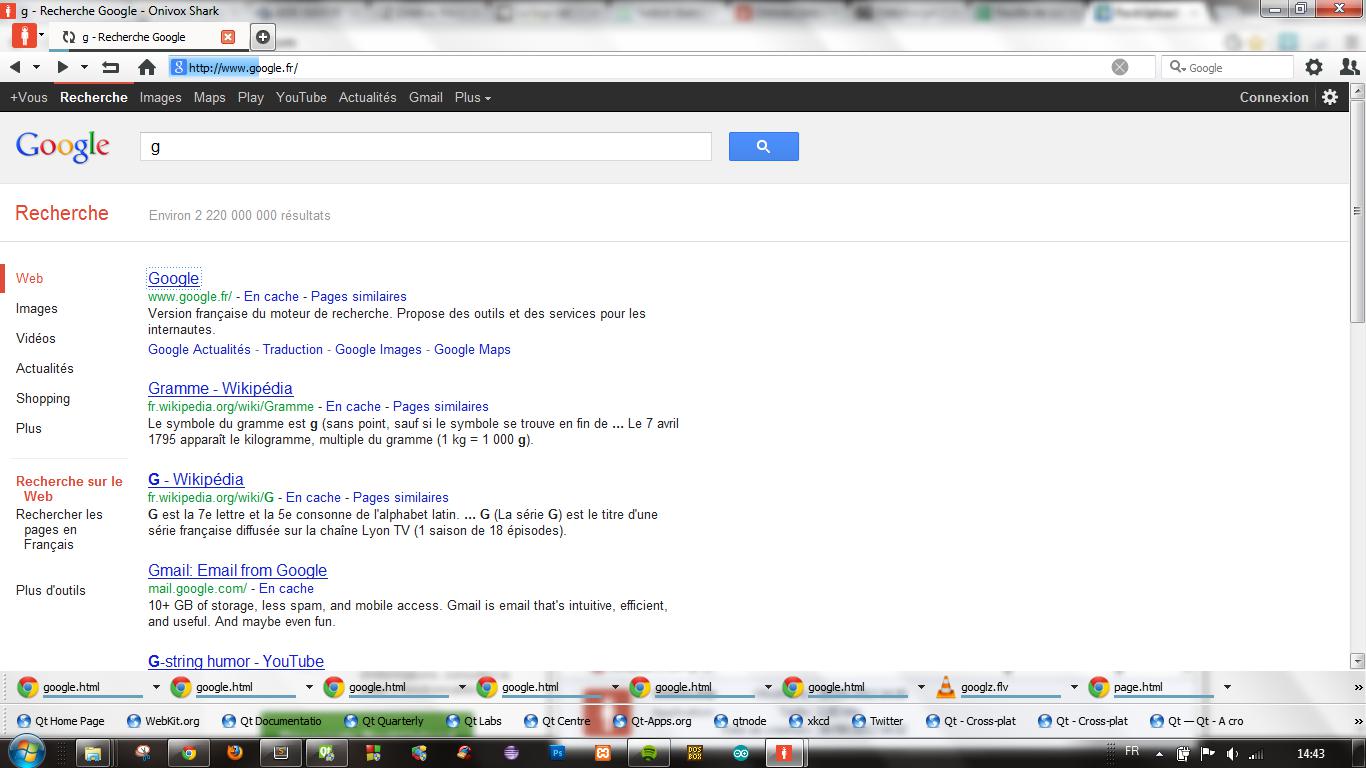 g - Recherche Google - Onivox Shark
g - Recherche Google
http://www.google.fr/
Google
+Vous Recherche Images Maps Play YouTube Actualités Gmail Plus
Connexion
Google
g
Recherche
Environ 2 220 000 000 résultats
Web
Images
Vidéos
Actualités
Shopping
Plus
Recherche sur le
Web
Rechercher les
pages en
Français
Plus d'outils
Google
www.google.fr/ - En cache - Pages similaires
Version française du moteur de recherche. Propose des outils et des services pour les
internautes.
Google Actualités - Traduction - Google Images - Google Maps
Gramme - Wikipédia
fr.wikipedia.org/wiki/Gramme - En cache - Pages similaires
Le symbole du gramme est g (sans point, sauf si le symbole se trouve en fin de ... Le 7 avril
1795 apparaît le kilogramme, multiple du gramme (1 kg = 1 000 g).
G - Wikipédia
fr.wikipedia.org/wiki/G - En cache - Pages similaires
G est la 7e lettre et la 5e consonne de l'alphabet latin. ... G (La série G) est le titre d'une
série française diffusée sur la chaîne Lyon TV (1 saison de 18 épisodes).
Gmail: Email from Google
mail.google.com/ - En cache
10+ GB of storage, less spam, and mobile access. Gmail is email that's intuitive, efficient,
and useful. And maybe even fun.
G-string humor - YouTube
google.html google.html google.html google.html google.html google.html googlz.flv page.html »
Qt Home Page WebKit.org Qt Documentatio Qt Quarterly Qt Labs Qt Centre Qt-Apps.org qtnode xkcd Twitter Qt - Cross-plat Qt - Cross-plat Qt — Qt - A cro »
S Qt Ps DOS BOX
FR 14:43